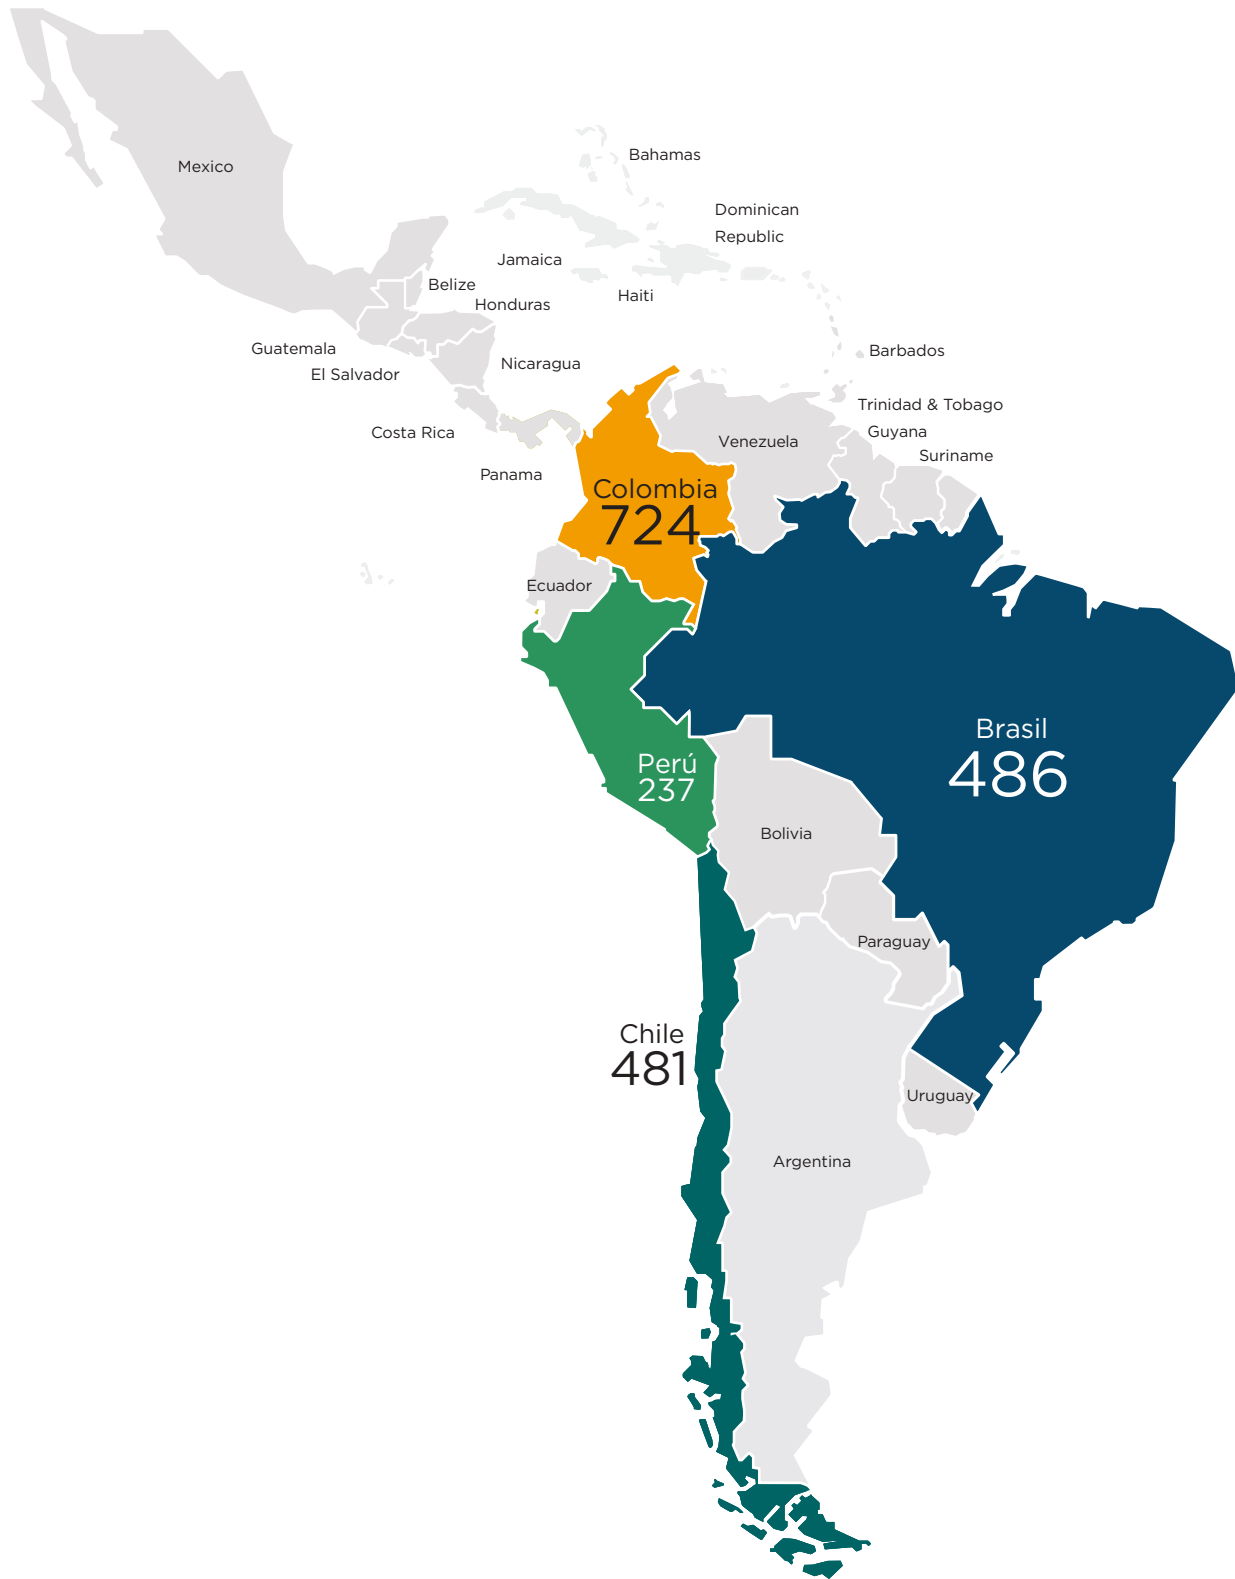 Mexico
Bahamas
Dominican
Republic
Jamaica
Haiti
Belize
Honduras
Guatemala
El Salvador
Nicaragua
Barbados
Trinidad & Tobago
Costa Rica
Guyana
Venezuela
Suriname
Panama
Colombia
724
Ecuador
Brasil
486
Perú
237
Bolivia
Paraguay
Chile
481
Uruguay
Argentina